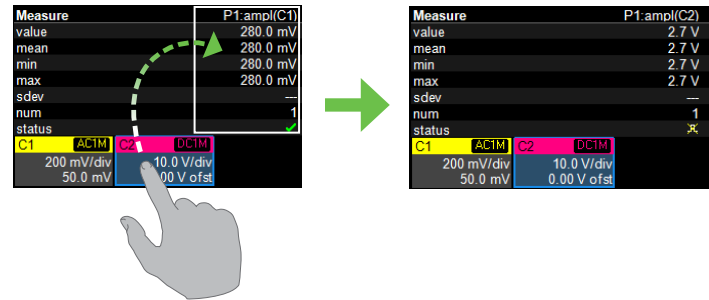 Measure P1:ampl(C1)
value 280.0 mV
mean 280.0 mV
min 280.0 mV
max 280.0 mV
sdev ---
num 1
status
C1 AC1M C2 DC1M
200 mV/div 10.0 V/div
50.0 mV .00 V ofst
Measure P1:ampl(C2)
value 2.7 V
mean 2.7 V
min 2.7 V
max 2.7 V
sdev ---
num 1
status
C1 AC1M C2 DC1M
200 mV/div 10.0 V/div
50.0 mV 0.00 V ofst